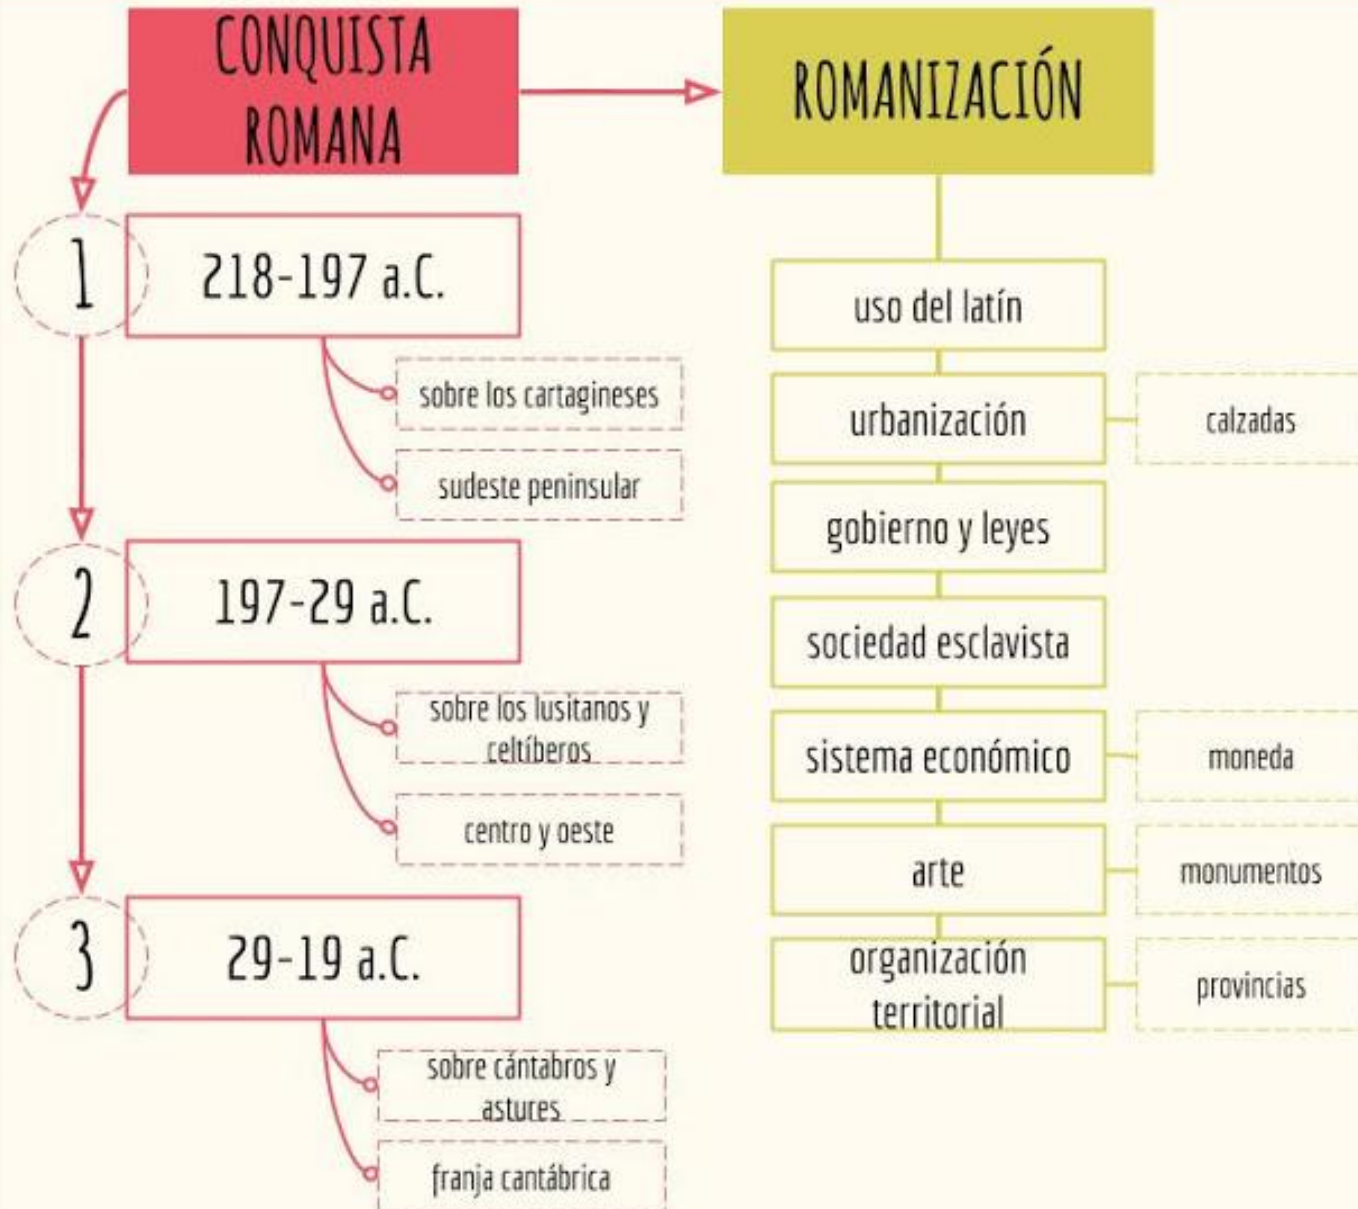 CONQUISTA
ROMANA
1
218-197 a.C.
sobre los cartagineses
sudeste peninsular
2
197-29 a.C.
sobre los lusitanos y
celtíberos
centro y oeste
3
29-19 a.C.
sobre cántabros y
astures
franja cantábrica
ROMANIZACIÓN
uso del latín
urbanización
calzadas
gobierno y leyes
sociedad esclavista
sistema económico
moneda
arte
monumentos
organización
territorial
provincias